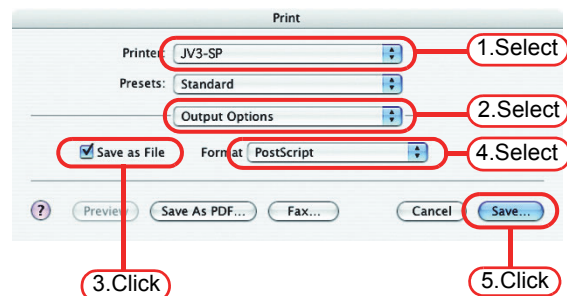 Print
Printer: JV3-SP 1.Select
Presets: Standard
Output Options 2.Select
Save as File Format PostScript 4.Select
? Preview Save As PDF... Fax... Cancel Save...
3.Click 5.Click